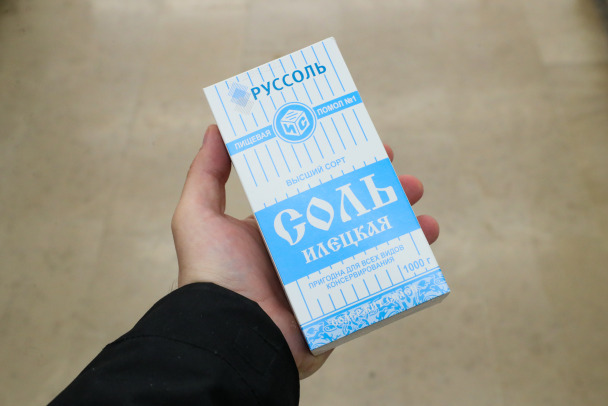 РУССОЛЬ
ПИЩЕВАЯ ПОМОЛ №1
ВЫСШИЙ СОРТ
СОЛЬ
ИЛЕЦКАЯ
ПРИГОДНА ДЛЯ ВСЕХ ВИДОВ
КОНСЕРВИРОВАНИЯ
1000 г